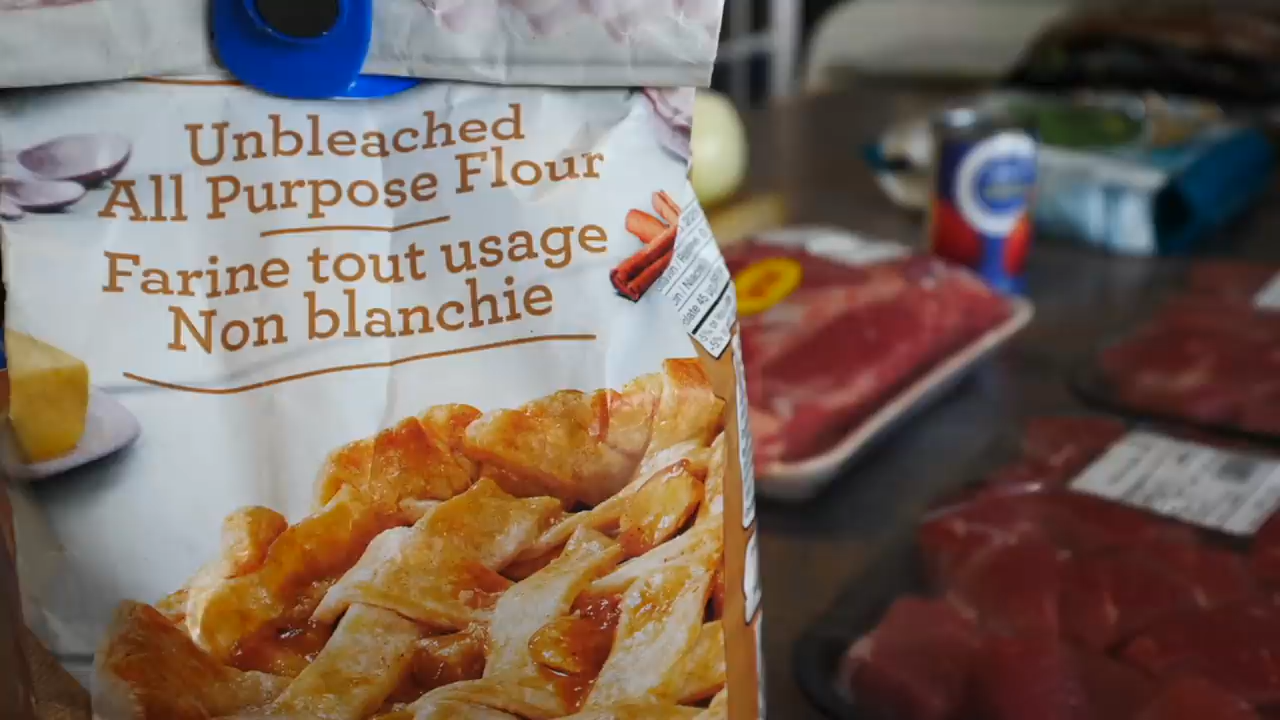 Unbleached
All Purpose Flour
Farine tout usage
Non blanchie